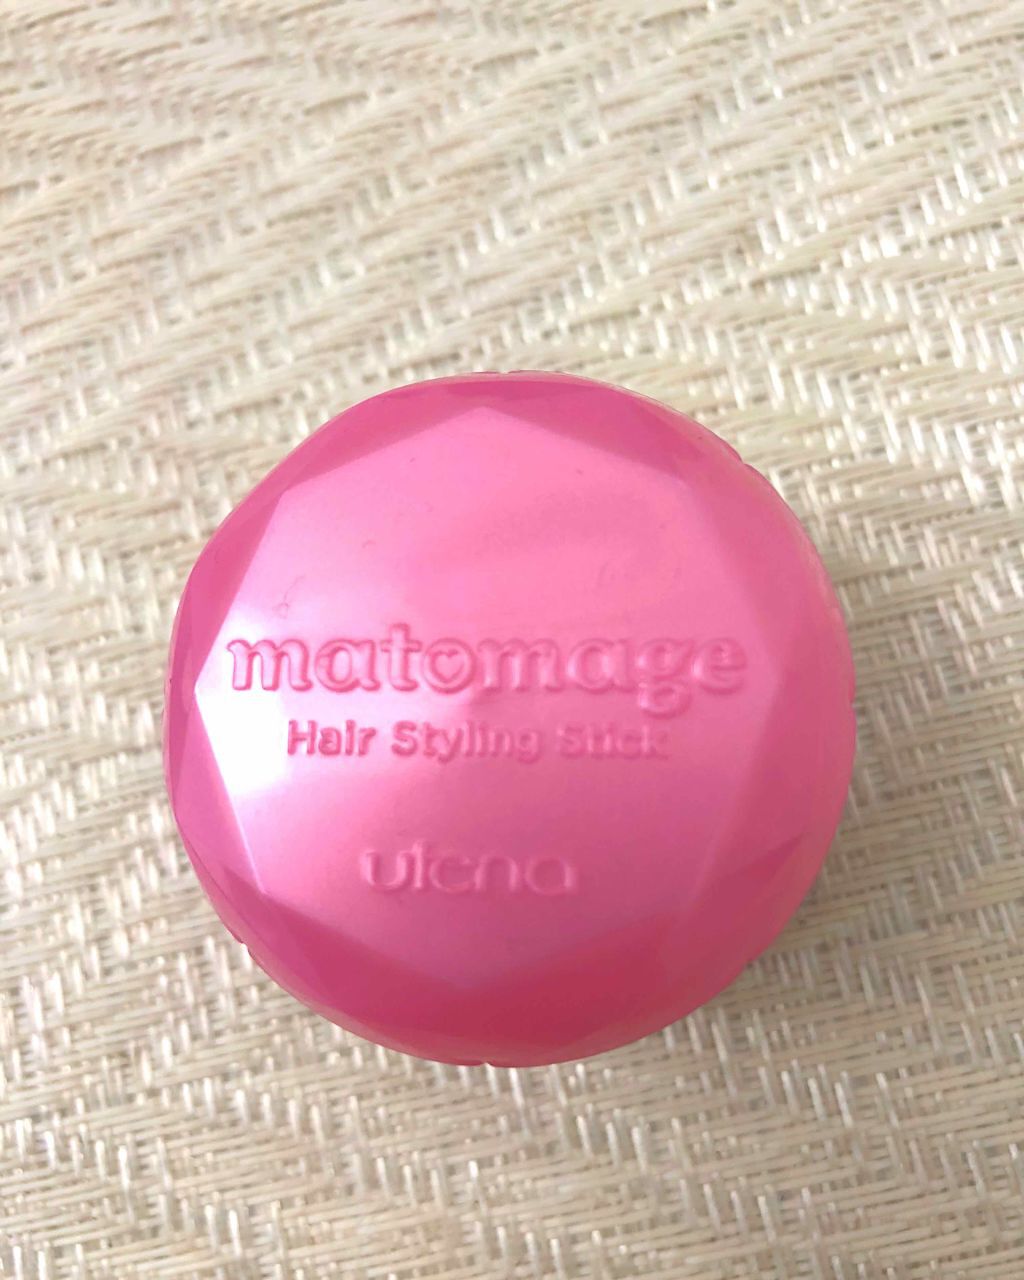 matomage
Hair Styling Stick
utena